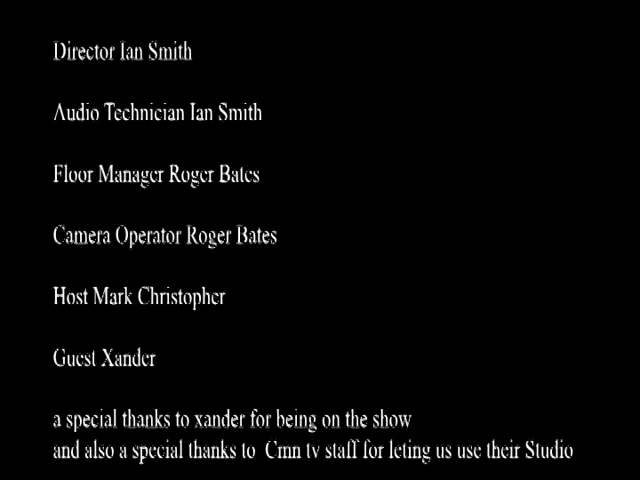 Director Ian Smith
Audio Technician Ian Smith
Floor Manager Roger Bates
Camera Operator Roger Bates
Host Mark Christopher
Guest Xander
a special thanks to xander for being on the show
and also a special thanks to Cmn tv staff for leting us use their Studio